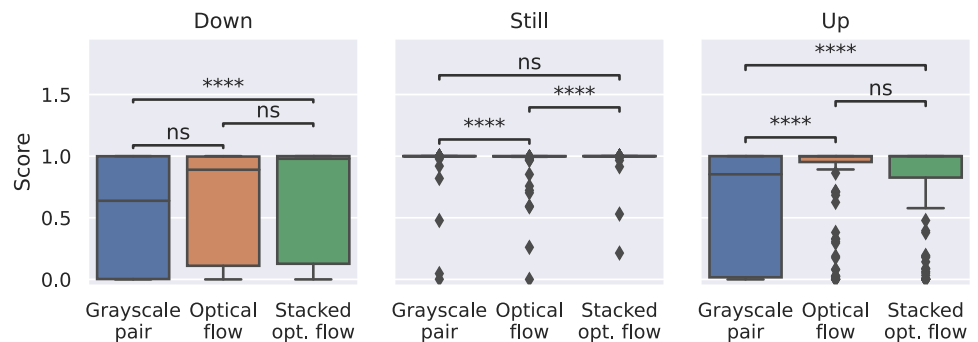 Down
Still
Up
Score
1.5
1.0
0.5
0.0
****
ns
ns
ns
****
****
****
ns
****
Grayscale
pair
Optical
flow
Stacked
opt. flow
Grayscale
pair
Optical
flow
Stacked
opt. flow
Grayscale
pair
Optical
flow
Stacked
opt. flow